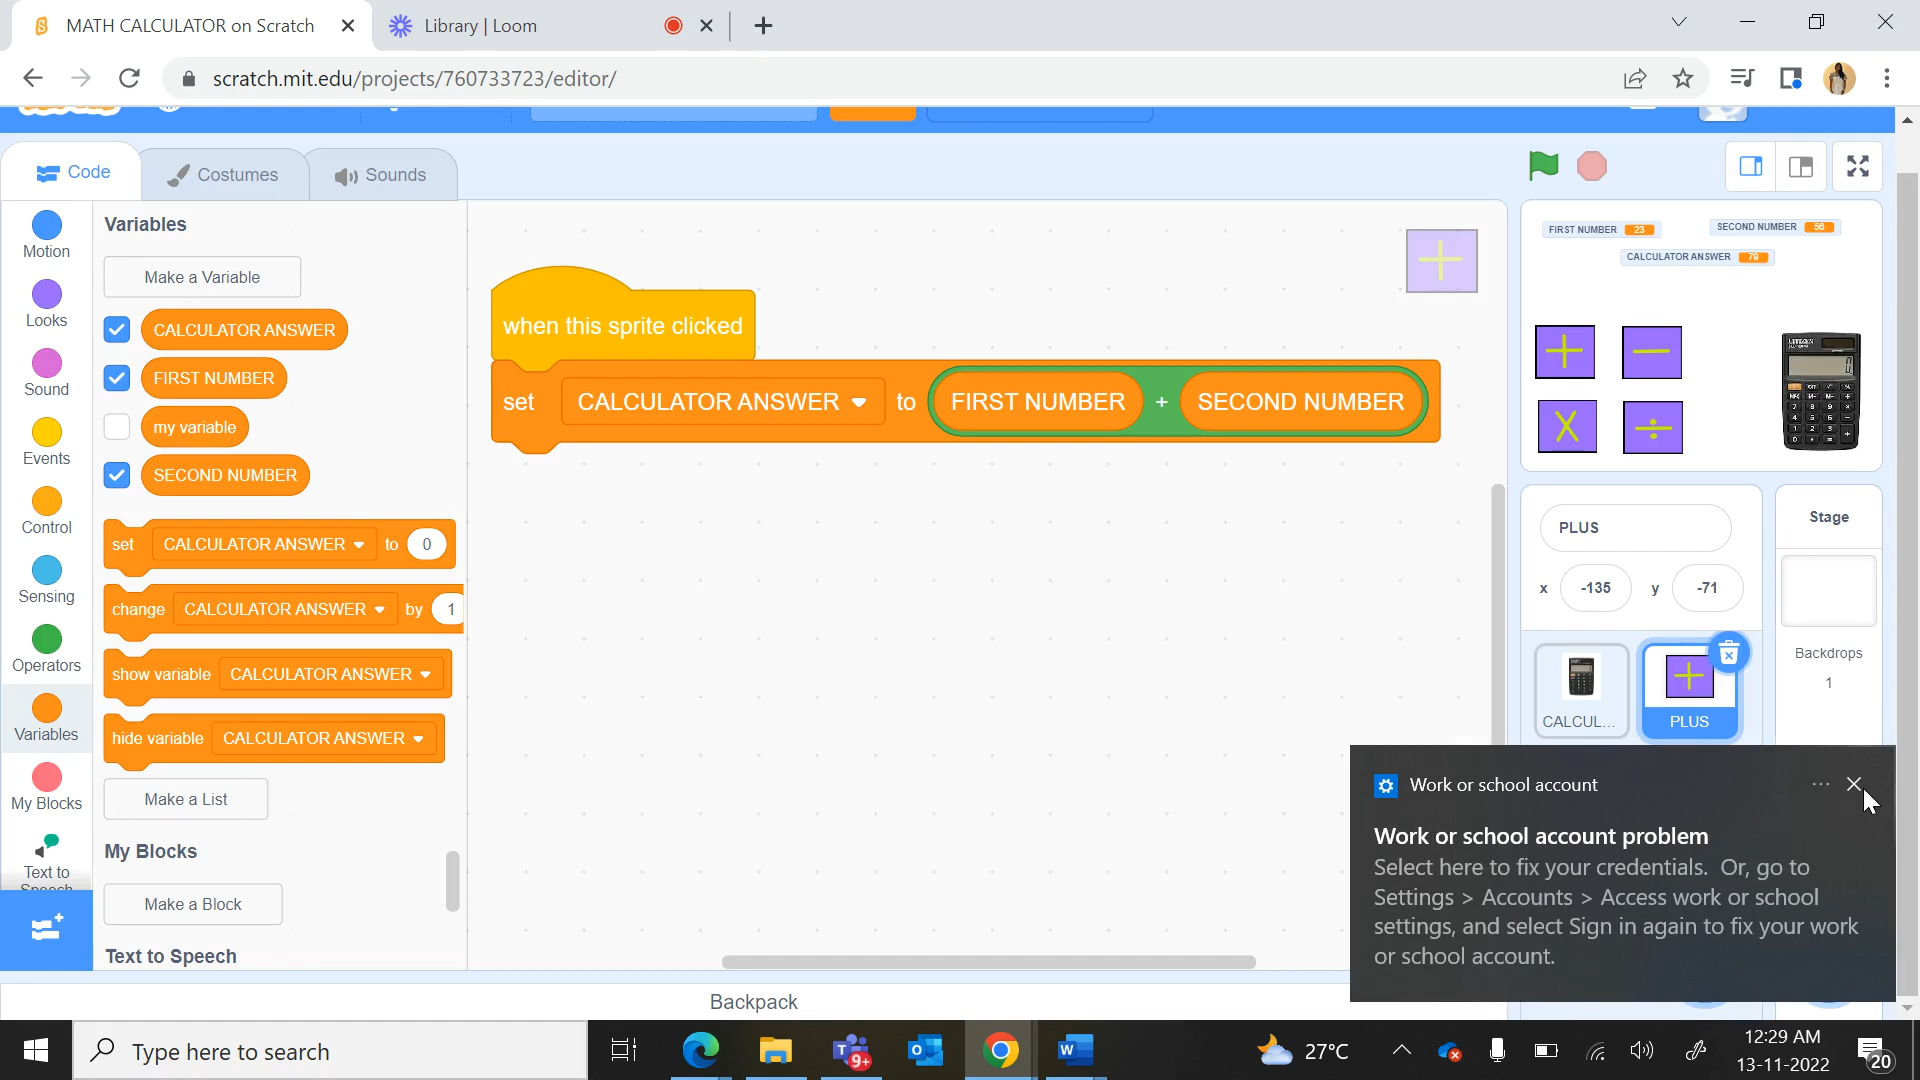 MATH CALCULATOR on Scratch
Library | Loom
scratch.mit.edu/projects/760733723/editor/
Code
Costumes
Sounds
Motion
Looks
Sound
Events
Control
Sensing
Operators
Variables
My Blocks
Text to
Speech
Variables
Make a Variable
CALCULATOR ANSWER
FIRST NUMBER
my variable
SECOND NUMBER
set CALCULATOR ANSWER to 0
change CALCULATOR ANSWER by 1
show variable CALCULATOR ANSWER
hide variable CALCULATOR ANSWER
Make a List
My Blocks
Make a Block
Text to Speech
when this sprite clicked
set CALCULATOR ANSWER to FIRST NUMBER + SECOND NUMBER
FIRST NUMBER 23
SECOND NUMBER 56
CALCULATOR ANSWER 79
PLUS
x -135 y -71
CALCUL...
PLUS
Stage
Backdrops
1
Work or school account
Work or school account problem
Select here to fix your credentials. Or, go to
Settings > Accounts > Access work or school
settings, and select Sign in again to fix your work
or school account.
Backpack
Type here to search
9+
27°C
12:29 AM
13-11-2022
20